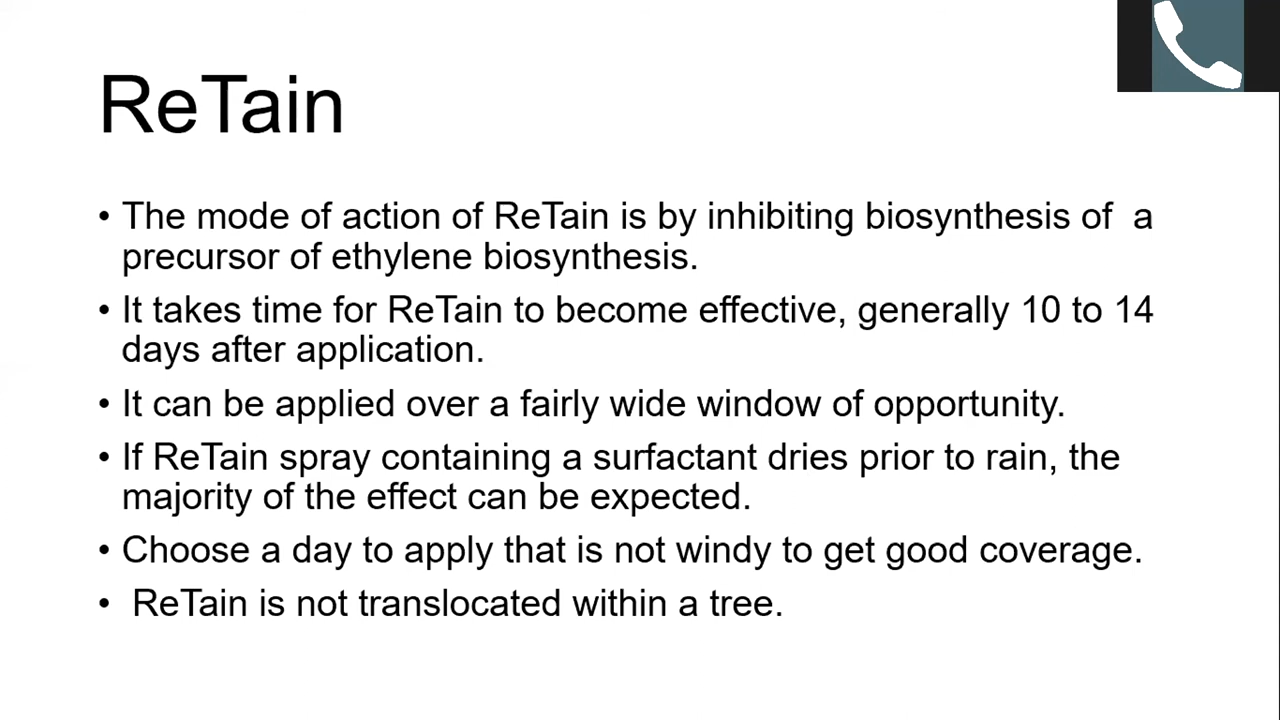 ReTain
• The mode of action of ReTain is by inhibiting biosynthesis of  a
precursor of ethylene biosynthesis.
• It takes time for ReTain to become effective, generally 10 to 14
days after application.
• It can be applied over a fairly wide window of opportunity.
• If ReTain spray containing a surfactant dries prior to rain, the
majority of the effect can be expected.
• Choose a day to apply that is not windy to get good coverage.
•  ReTain is not translocated within a tree.